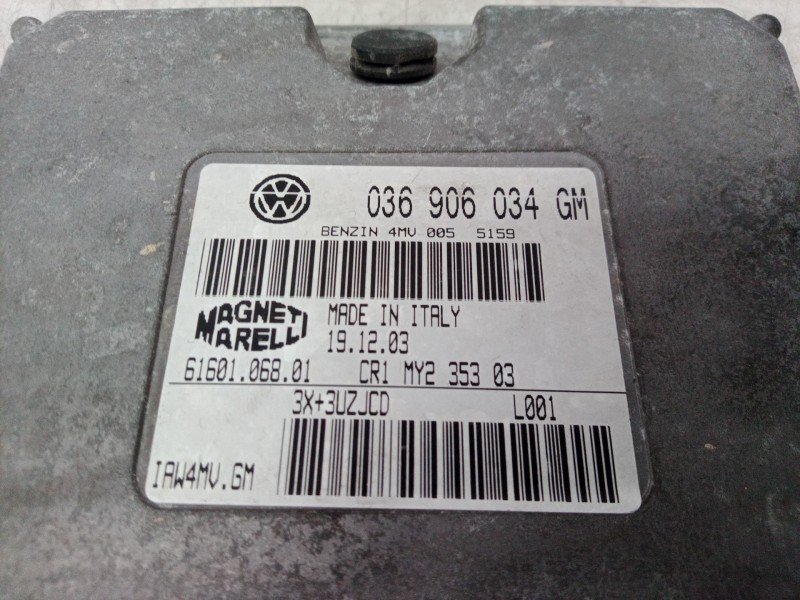 036 906 034 GM
BENZIN 4MV 005 5159
MAGNETI MARELLI
MADE IN ITALY
19.12.03
61601.068.01 CR1 MY2 353 03
3X+3UZJCD L001
IAW4MV.GM